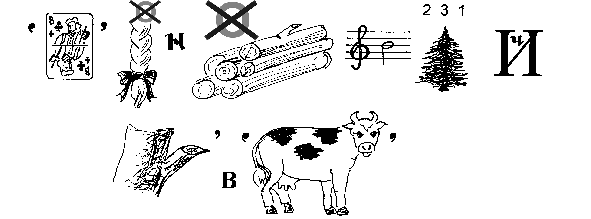 ‚ В ’ н 2 3 1 ч И
’ в ‚ ’